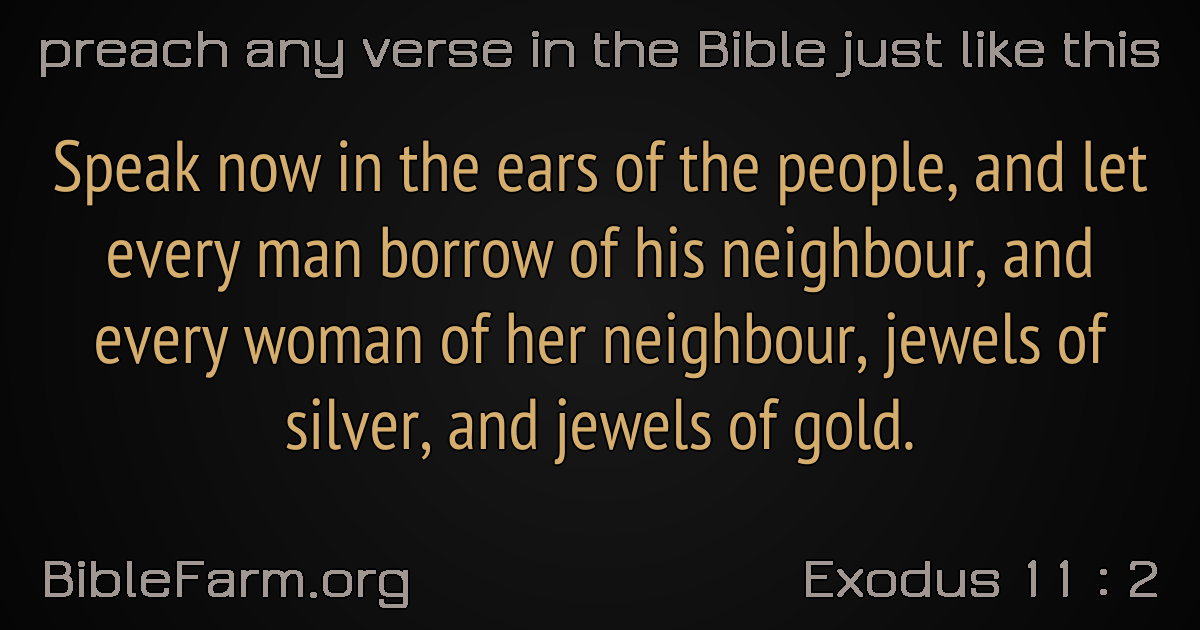 preach any verse in the Bible just like this
Speak now in the ears of the people, and let
every man borrow of his neighbour, and
every woman of her neighbour, jewels of
silver, and jewels of gold.
BibleFarm.org
Exodus 11 : 2